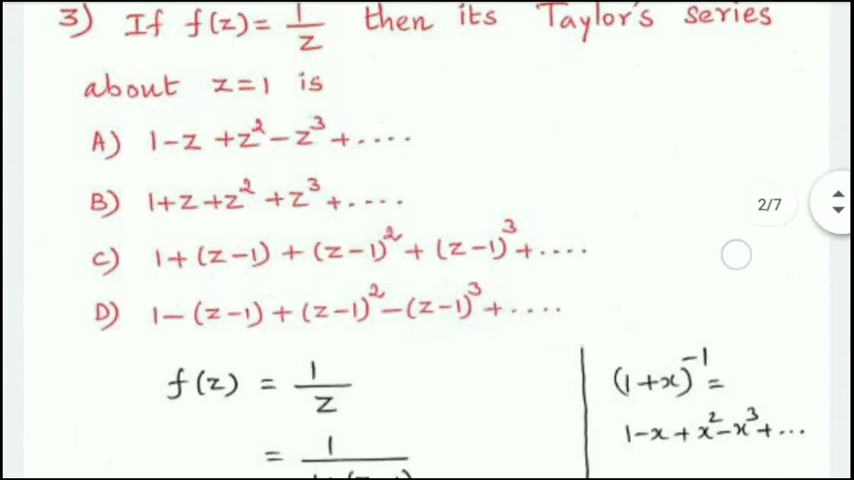 3) If f(z) = 1/z then its Taylor's series
about z=1 is
A) 1-z+z²-z³+....
B) 1+z+z²+z³+....
C) 1+(z-1)+(z-1)²+(z-1)³+....
D) 1-(z-1)+(z-1)²-(z-1)³+....
2/7
f(z) = 1/z
= 1/
(1+x)⁻¹ =
1-x+x²-x³+...